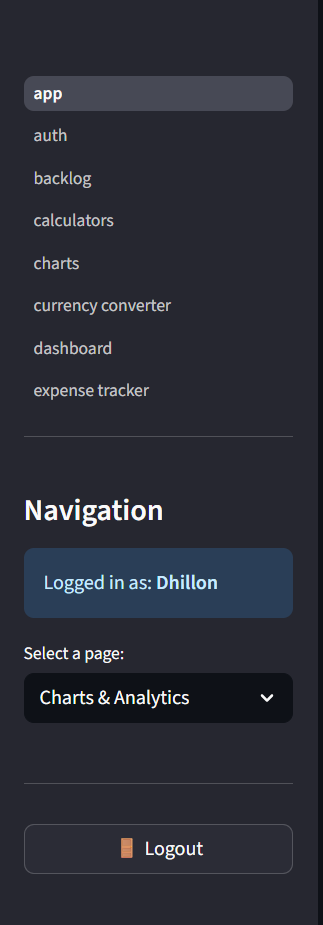 app
auth
backlog
calculators
charts
currency converter
dashboard
expense tracker
Navigation
Logged in as: Dhillon
Select a page:
Charts & Analytics
Logout